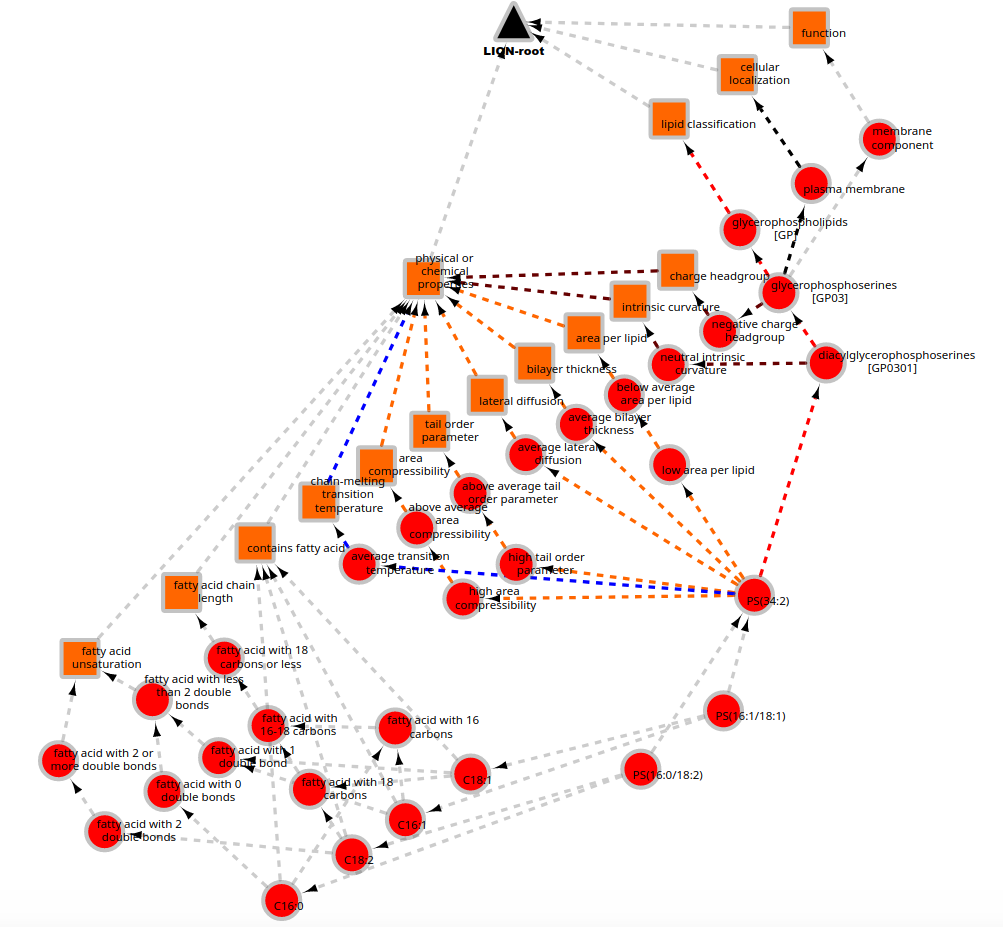 function
LION-root
cellular
localization
lipid classification
membrane
component
plasma membrane
glycerophospholipids
[GP]
physical or
chemical
properties
charge headgroup
glycerophosphoserines
[GP03]
intrinsic curvature
negative charge
headgroup
area per lipid
neutral intrinsic
curvature
diacylglycerophosphoserines
[GP0301]
bilayer thickness
below average
area per lipid
lateral diffusion
average bilayer
thickness
tail order
parameter
average lateral
diffusion
low area per lipid
area
compressibility
chain-melting
transition
temperature
above average tail
order parameter
above average
area
compressibility
contains fatty acid
average transition
temperature
high tail order
parameter
fatty acid chain
length
high area
compressibility
PS(34:2)
fatty acid
unsaturation
fatty acid with 18
carbons or less
fatty acid with less
than 2 double
bonds
fatty acid with
16-18 carbons
fatty acid with 16
carbons
PS(16:1/18:1)
fatty acid with 2 or
more double bonds
fatty acid with 1
double bond
PS(16:0/18:2)
fatty acid with 0
double bonds
fatty acid with 18
carbons
C18:1
fatty acid with 2
double bonds
C16:1
C18:2
C16:0